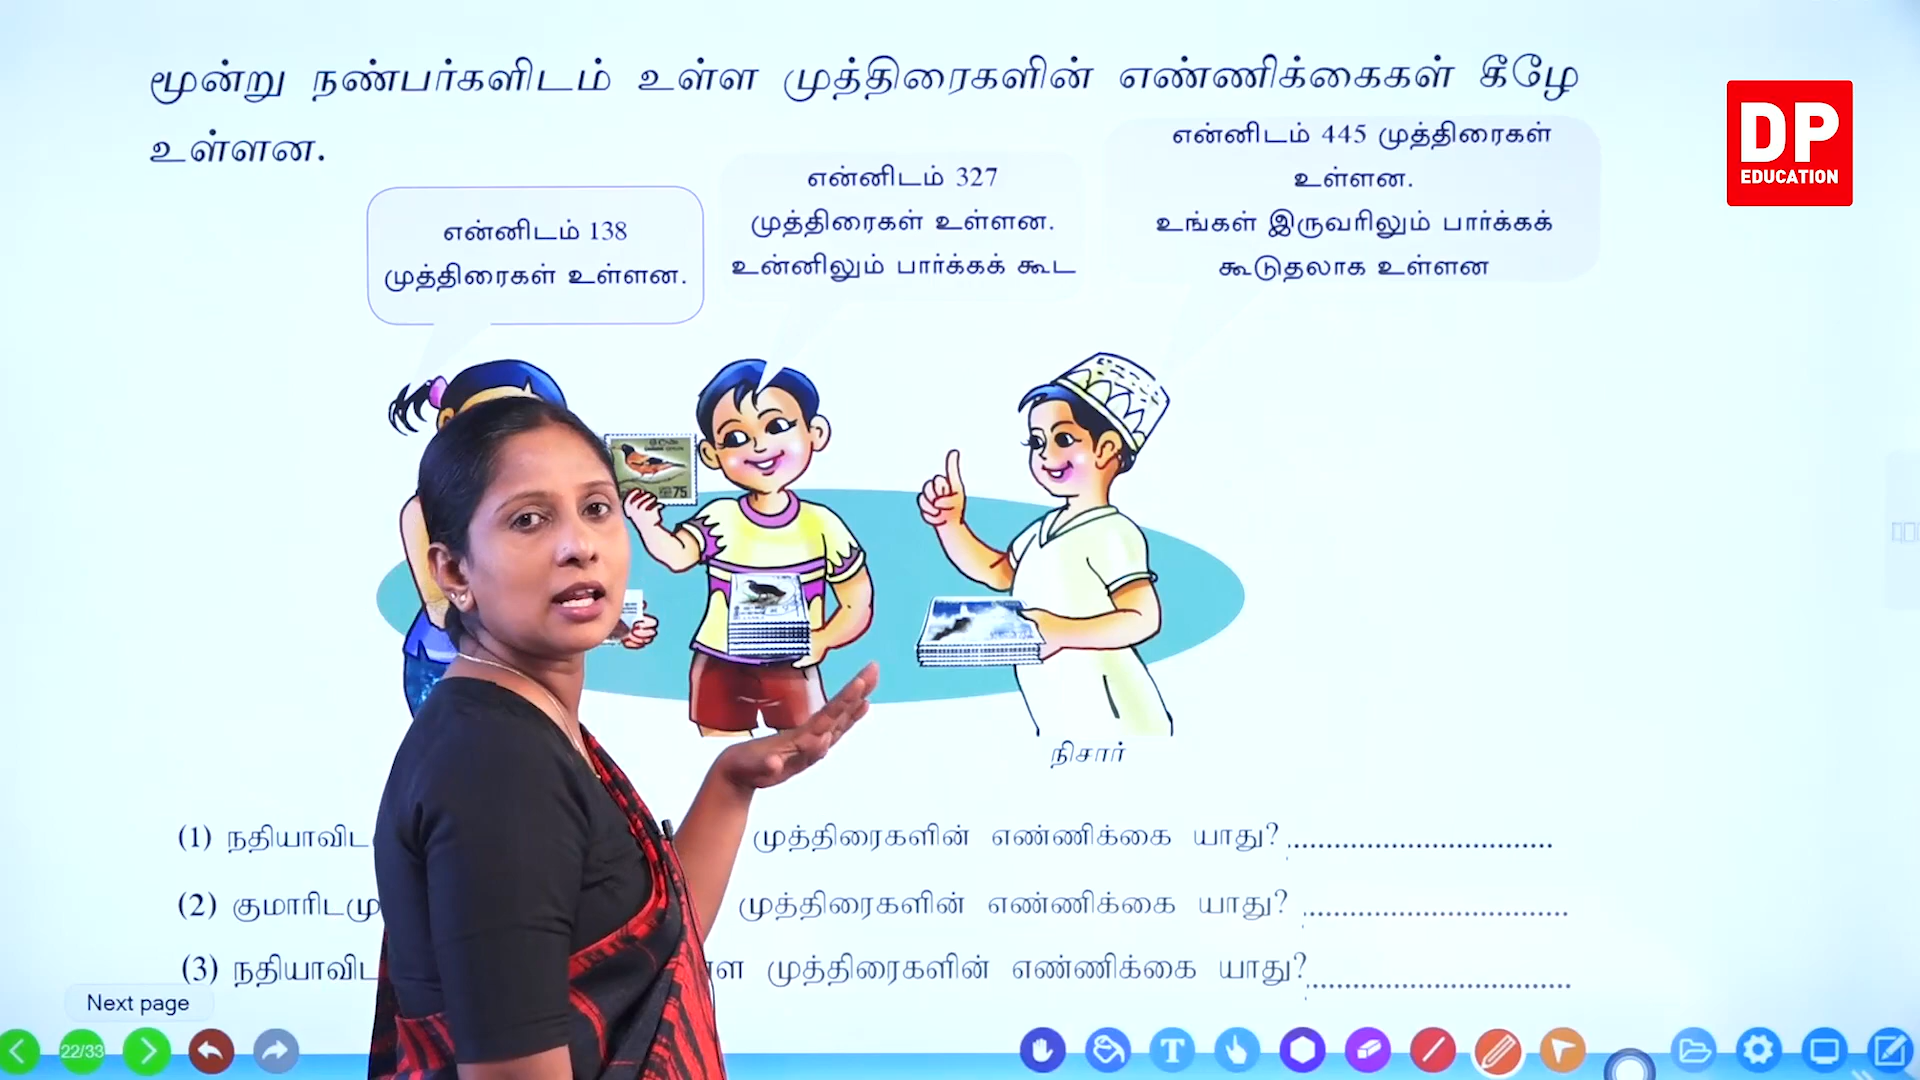 மூன்று நண்பர்களிடம் உள்ள முத்திரைகளின் எண்ணிக்கைகள் கீழே
உள்ளன.
என்னிடம் 138
முத்திரைகள் உள்ளன.
என்னிடம் 327
முத்திரைகள் உள்ளன.
உன்னிலும் பார்க்கக் கூட
என்னிடம் 445 முத்திரைகள்
உள்ளன.
உங்கள் இருவரிலும் பார்க்கக்
கூடுதலாக உள்ளன
DP
EDUCATION
75
நிசார்
(1) நதியாவிட முத்திரைகளின் எண்ணிக்கை யாது?
(2) குமாரிடமு முத்திரைகளின் எண்ணிக்கை யாது?
(3) நதியாவிட ள முத்திரைகளின் எண்ணிக்கை யாது?
Next page
22/33